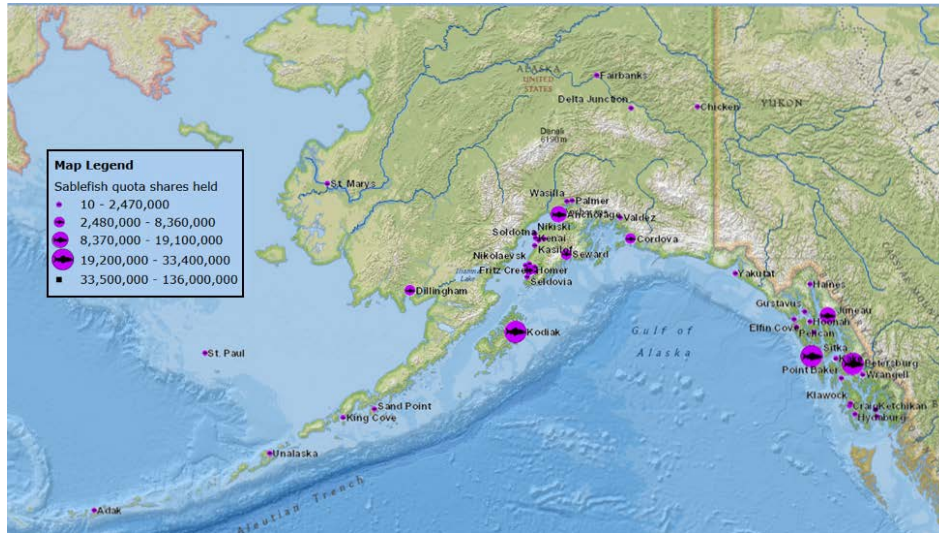 ALASKA
UNITED
STATES
Fairbanks
Delta Junction
Chicken
YUKON
Denali
6190 m
Map Legend
Sablefish quota shares held
10 - 2,470,000
2,480,000 - 8,360,000
8,370,000 - 19,100,000
19,200,000 - 33,400,000
33,500,000 - 136,000,000
St. Marys
Wasilla
Palmer
Anchorage
Valdez
Nikiski
Soldotna
Kenai
Cordova
Kasilof
Nikolaevsk
Seward
Fritz Creek
Homer
Seldovia
Yakutat
Haines
Dillingham
Gustavus
Juneau
Elfin Cove
Hoonah
Pelican
Kodiak
Gulf of
Alaska
Sitka
St. Paul
Petersburg
Point Baker
Wrangell
Klawock
Sand Point
Craig
Ketchikan
King Cove
Hydaburg
Unalaska
Aleutian Trench
Adak